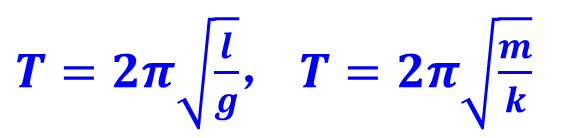 T = 2π√(l/g), T = 2π√(m/k)